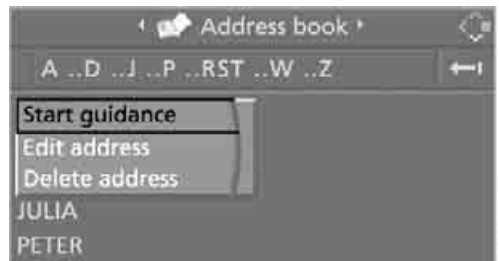 Address book
A ..D ..J ..P ..RST ..W ..Z
Start guidance
Edit address
Delete address
JULIA
PETER